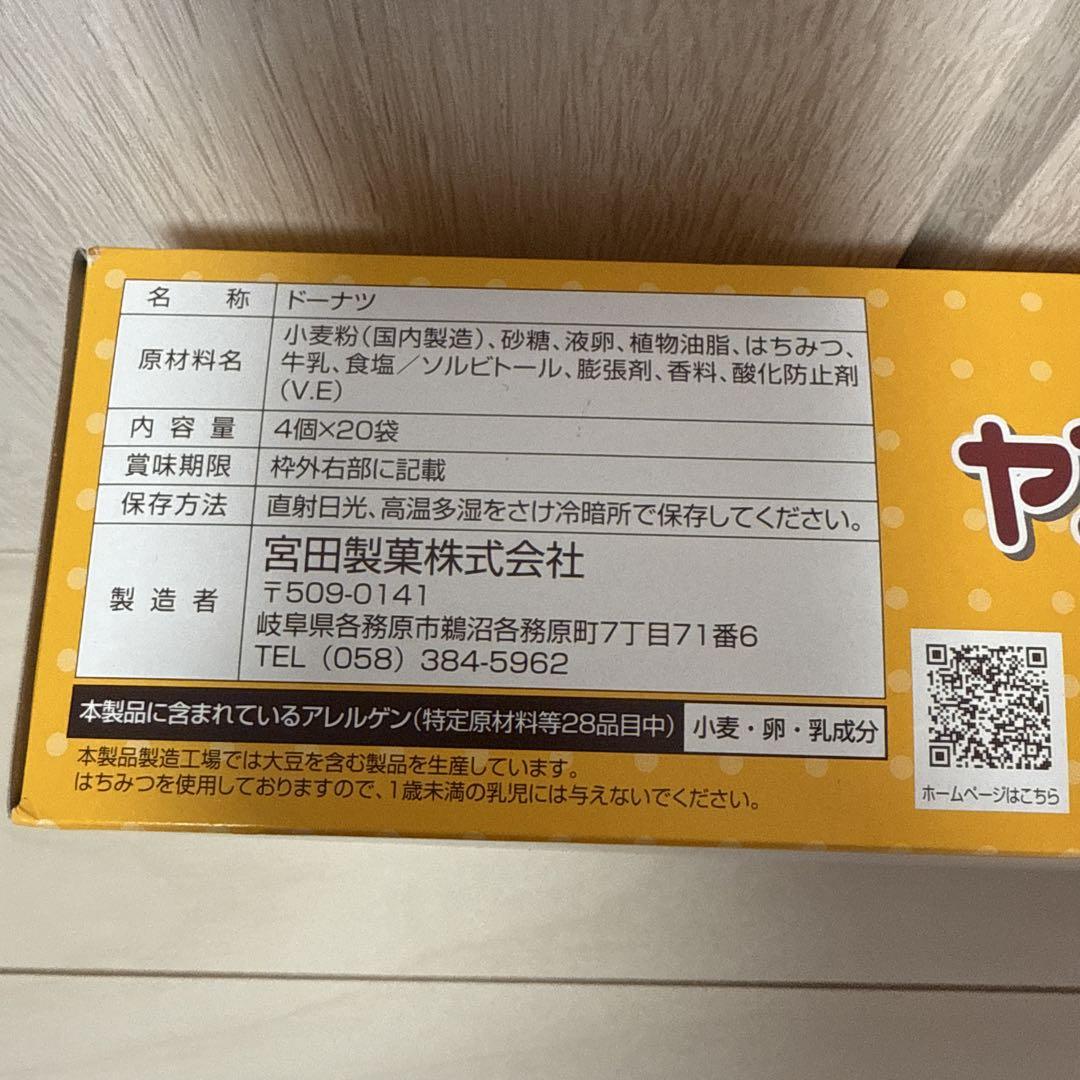 名称 ドーナツ
原材料名 小麦粉(国内製造)、砂糖、液卵、植物油脂、はちみつ、
牛乳、食塩／ソルビトール、膨張剤、香料、酸化防止剤
(V.E)
内容量 4個×20袋
賞味期限 枠外右部に記載
保存方法 直射日光、高温多湿をさけ冷暗所で保存してください。
製造者 宮田製菓株式会社
〒509-0141
岐阜県各務原市鵜沼各務原町7丁目71番6
TEL (058) 384-5962
本製品に含まれているアレルゲン(特定原材料等28品目中) 小麦・卵・乳成分
本製品製造工場では大豆を含む製品を生産しています。
はちみつを使用しておりますので、1歳未満の乳児には与えないでください。
ヤ
ホームページはこちら